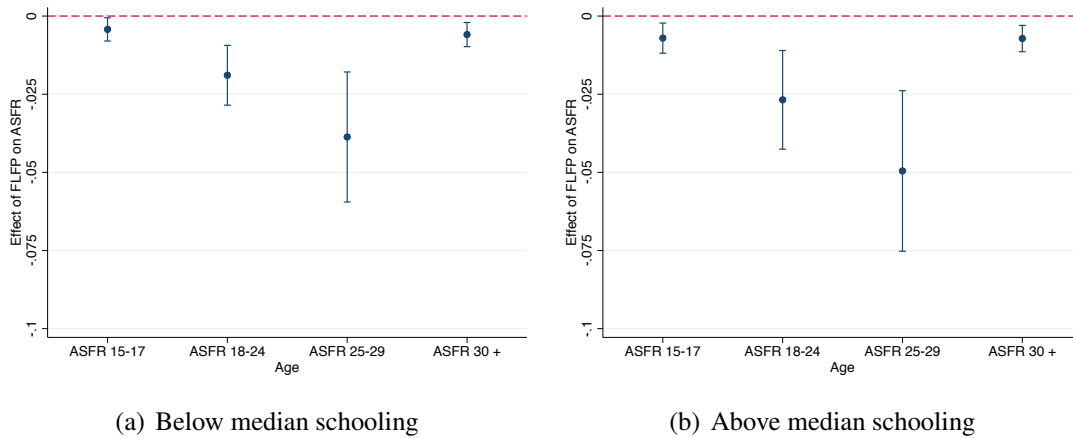 Effect of FLFP on ASFR
0
-.025
-.05
-.075
-.1
ASFR 15-17 ASFR 18-24 ASFR 25-29 ASFR 30 +
Age
(a) Below median schooling
Effect of FLFP on ASFR
0
-.025
-.05
-.075
-.1
ASFR 15-17 ASFR 18-24 ASFR 25-29 ASFR 30 +
Age
(b) Above median schooling